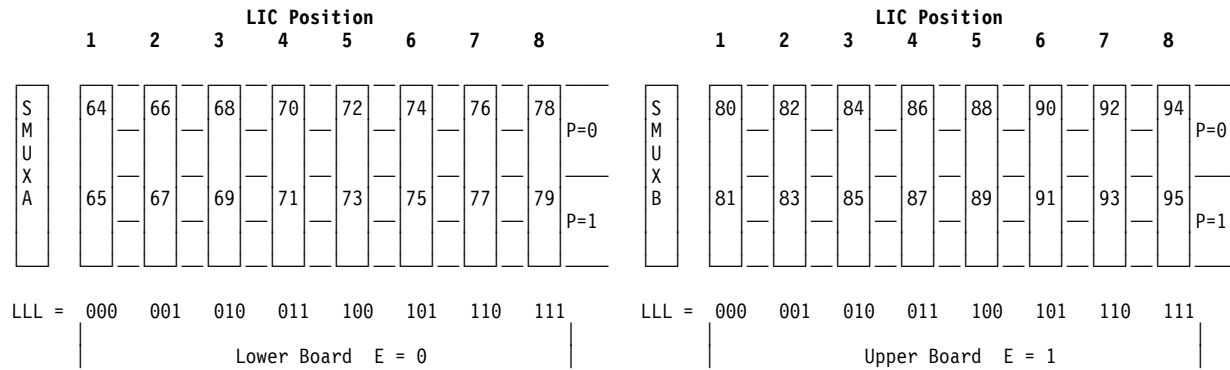 LIC Position LIC Position
1 2 3 4 5 6 7 8 1 2 3 4 5 6 7 8
S 64 66 68 70 72 74 76 78 S 80 82 84 86 88 90 92 94
M P=0 M P=0
U U
X X
A 65 67 69 71 73 75 77 79 B 81 83 85 87 89 91 93 95
P=1 P=1
LLL = 000 001 010 011 100 101 110 111 LLL = 000 001 010 011 100 101 110 111
Lower Board E = 0 Upper Board E = 1